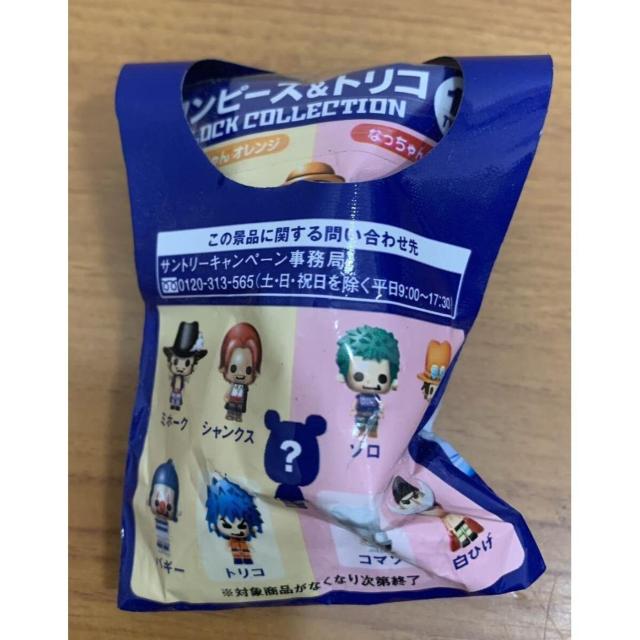 ンピース&トリコ
OCK COLLECTION
ん オレンジ
なっちゃん
この景品に関する問い合わせ先
サントリーキャンペーン事務局
0120-313-565(土・日・祝日を除く平日9:00〜17:30)
ミホーク
シャンクス
ゾロ
?
バギー
トリコ
コマツ
白ひげ
※対象商品がなくなり次第終了